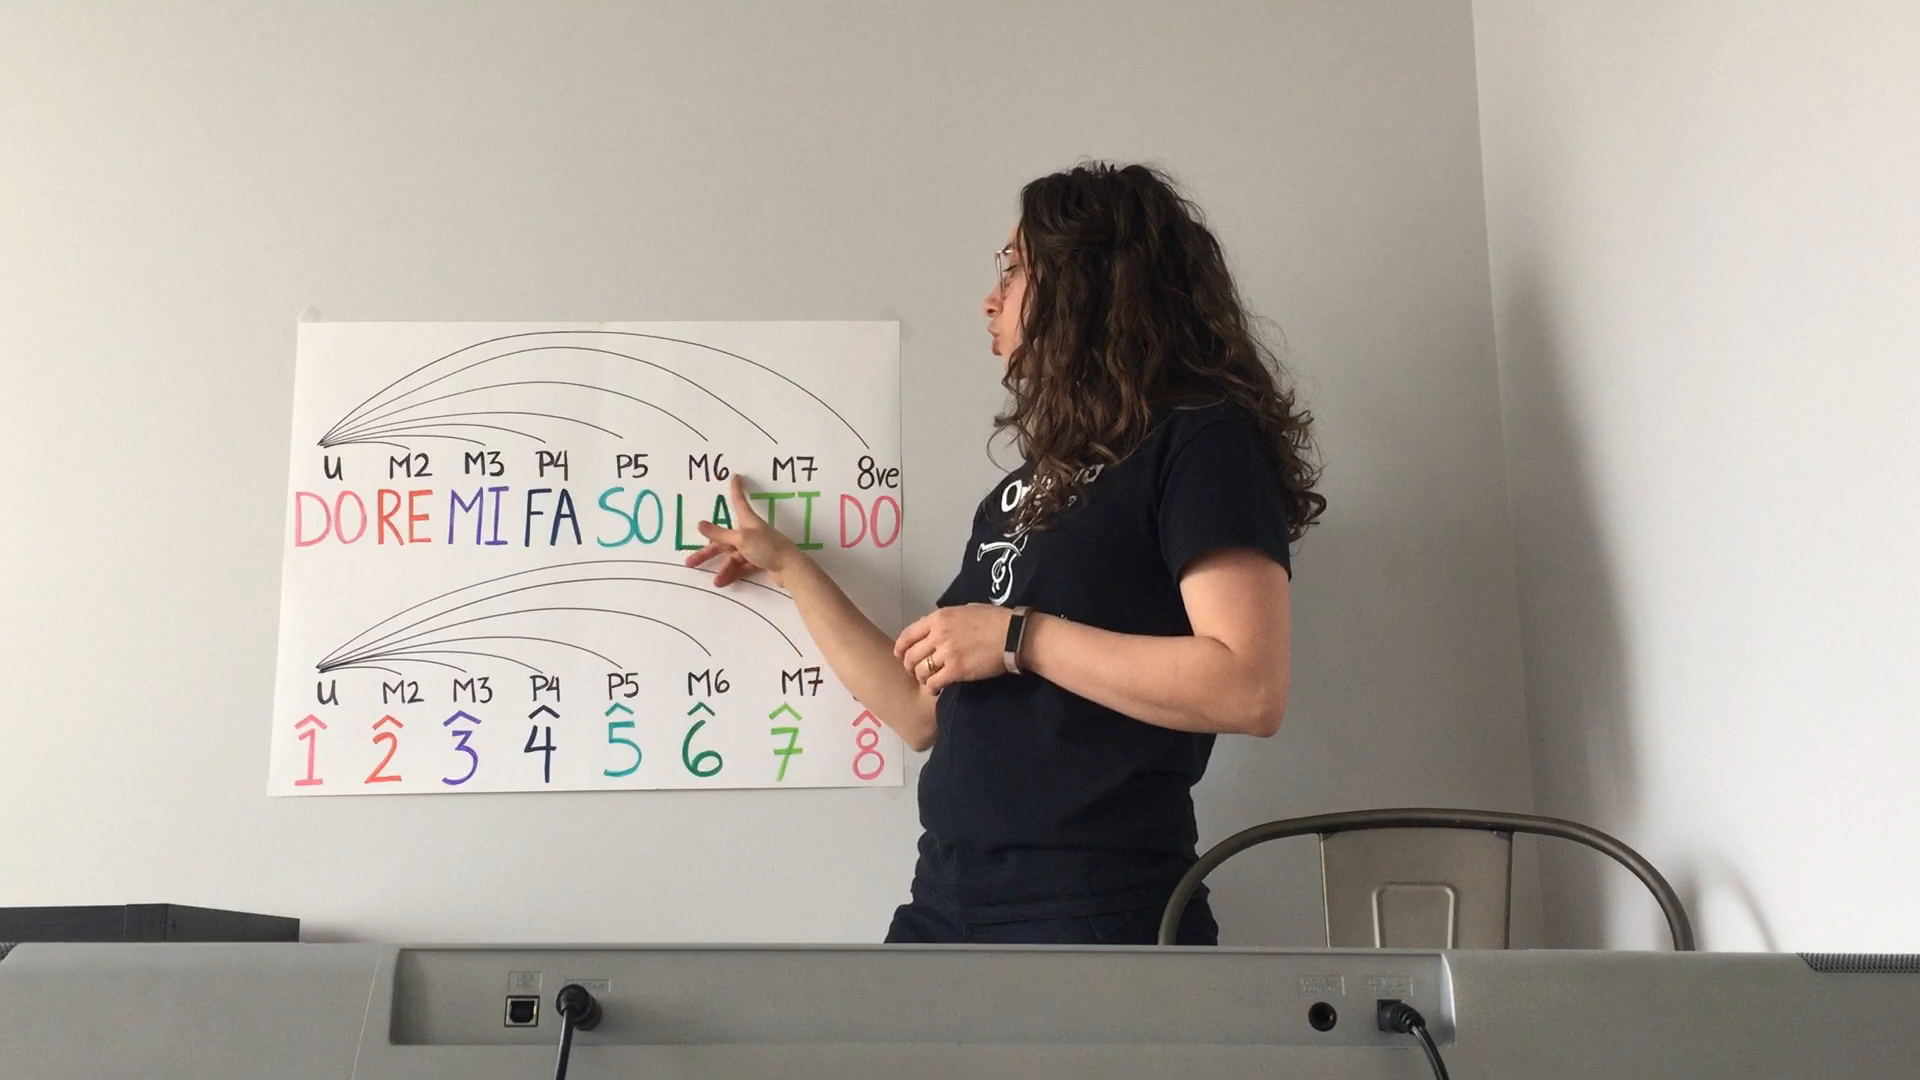 U M2 M3 P4 P5 M6 M7 8ve
DO RE MI FA SO LA TI DO
U M2 M3 P4 P5 M6 M7
1̂ 2̂ 3̂ 4̂ 5̂ 6̂ 7̂ 8̂